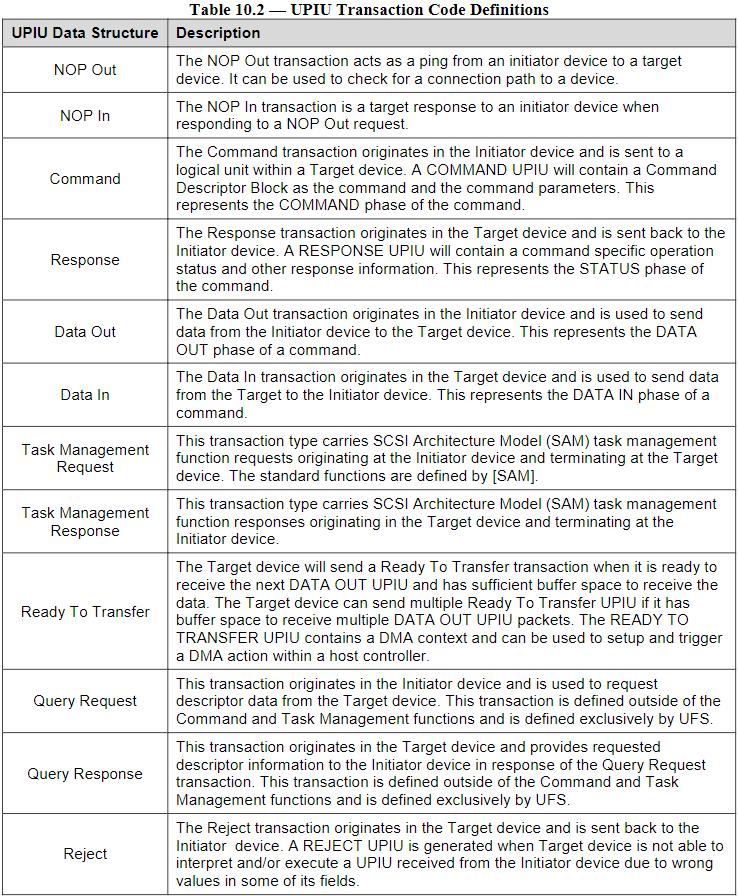 Table 10.2 — UPIU Transaction Code Definitions
UPIU Data Structure Description
NOP Out
The NOP Out transaction acts as a ping from an initiator device to a target
device. It can be used to check for a connection path to a device.
NOP In
The NOP In transaction is a target response to an initiator device when
responding to a NOP Out request.
Command
The Command transaction originates in the Initiator device and is sent to a
logical unit within a Target device. A COMMAND UPIU will contain a Command
Descriptor Block as the command and the command parameters. This
represents the COMMAND phase of the command.
Response
The Response transaction originates in the Target device and is sent back to the
Initiator device. A RESPONSE UPIU will contain a command specific operation
status and other response information. This represents the STATUS phase of
the command.
Data Out
The Data Out transaction originates in the Initiator device and is used to send
data from the Initiator device to the Target device. This represents the DATA
OUT phase of a command.
Data In
The Data In transaction originates in the Target device and is used to send data
from the Target to the Initiator device. This represents the DATA IN phase of a
command.
Task Management
Request
This transaction type carries SCSI Architecture Model (SAM) task management
function requests originating at the Initiator device and terminating at the Target
device. The standard functions are defined by [SAM].
Task Management
Response
This transaction type carries SCSI Architecture Model (SAM) task management
function responses originating in the Target device and terminating at the
Initiator device.
Ready To Transfer
The Target device will send a Ready To Transfer transaction when it is ready to
receive the next DATA OUT UPIU and has sufficient buffer space to receive the
data. The Target device can send multiple Ready To Transfer UPIU if it has
buffer space to receive multiple DATA OUT UPIU packets. The READY TO
TRANSFER UPIU contains a DMA context and can be used to setup and trigger
a DMA action within a host controller.
Query Request
This transaction originates in the Initiator device and is used to request
descriptor data from the Target device. This transaction is defined outside of the
Command and Task Management functions and is defined exclusively by UFS.
Query Response
This transaction originates in the Target device and provides requested
descriptor information to the Initiator device in response of the Query Request
transaction. This transaction is defined outside of the Command and Task
Management functions and is defined exclusively by UFS.
Reject
The Reject transaction originates in the Target device and is sent back to the
Initiator device. A REJECT UPIU is generated when Target device is not able to
interpret and/or execute a UPIU received from the Initiator device due to wrong
values in some of its fields.